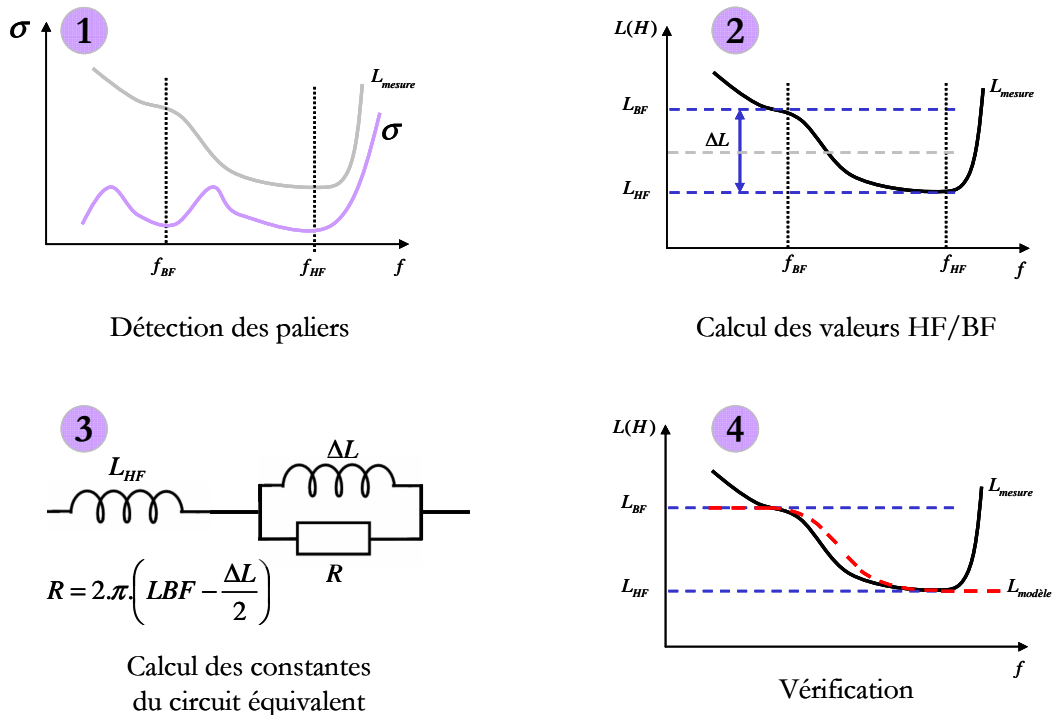 σ
1
L_mesure
σ
f_BF
f_HF
f
Détection des paliers
L(H)
2
L_BF
ΔL
L_HF
L_mesure
f_BF
f_HF
f
Calcul des valeurs HF/BF
3
L_HF
ΔL
R
R = 2.π.(LBF − ΔL/2)
Calcul des constantes
du circuit équivalent
L(H)
4
L_BF
L_mesure
L_HF
L_modèle
f
Vérification